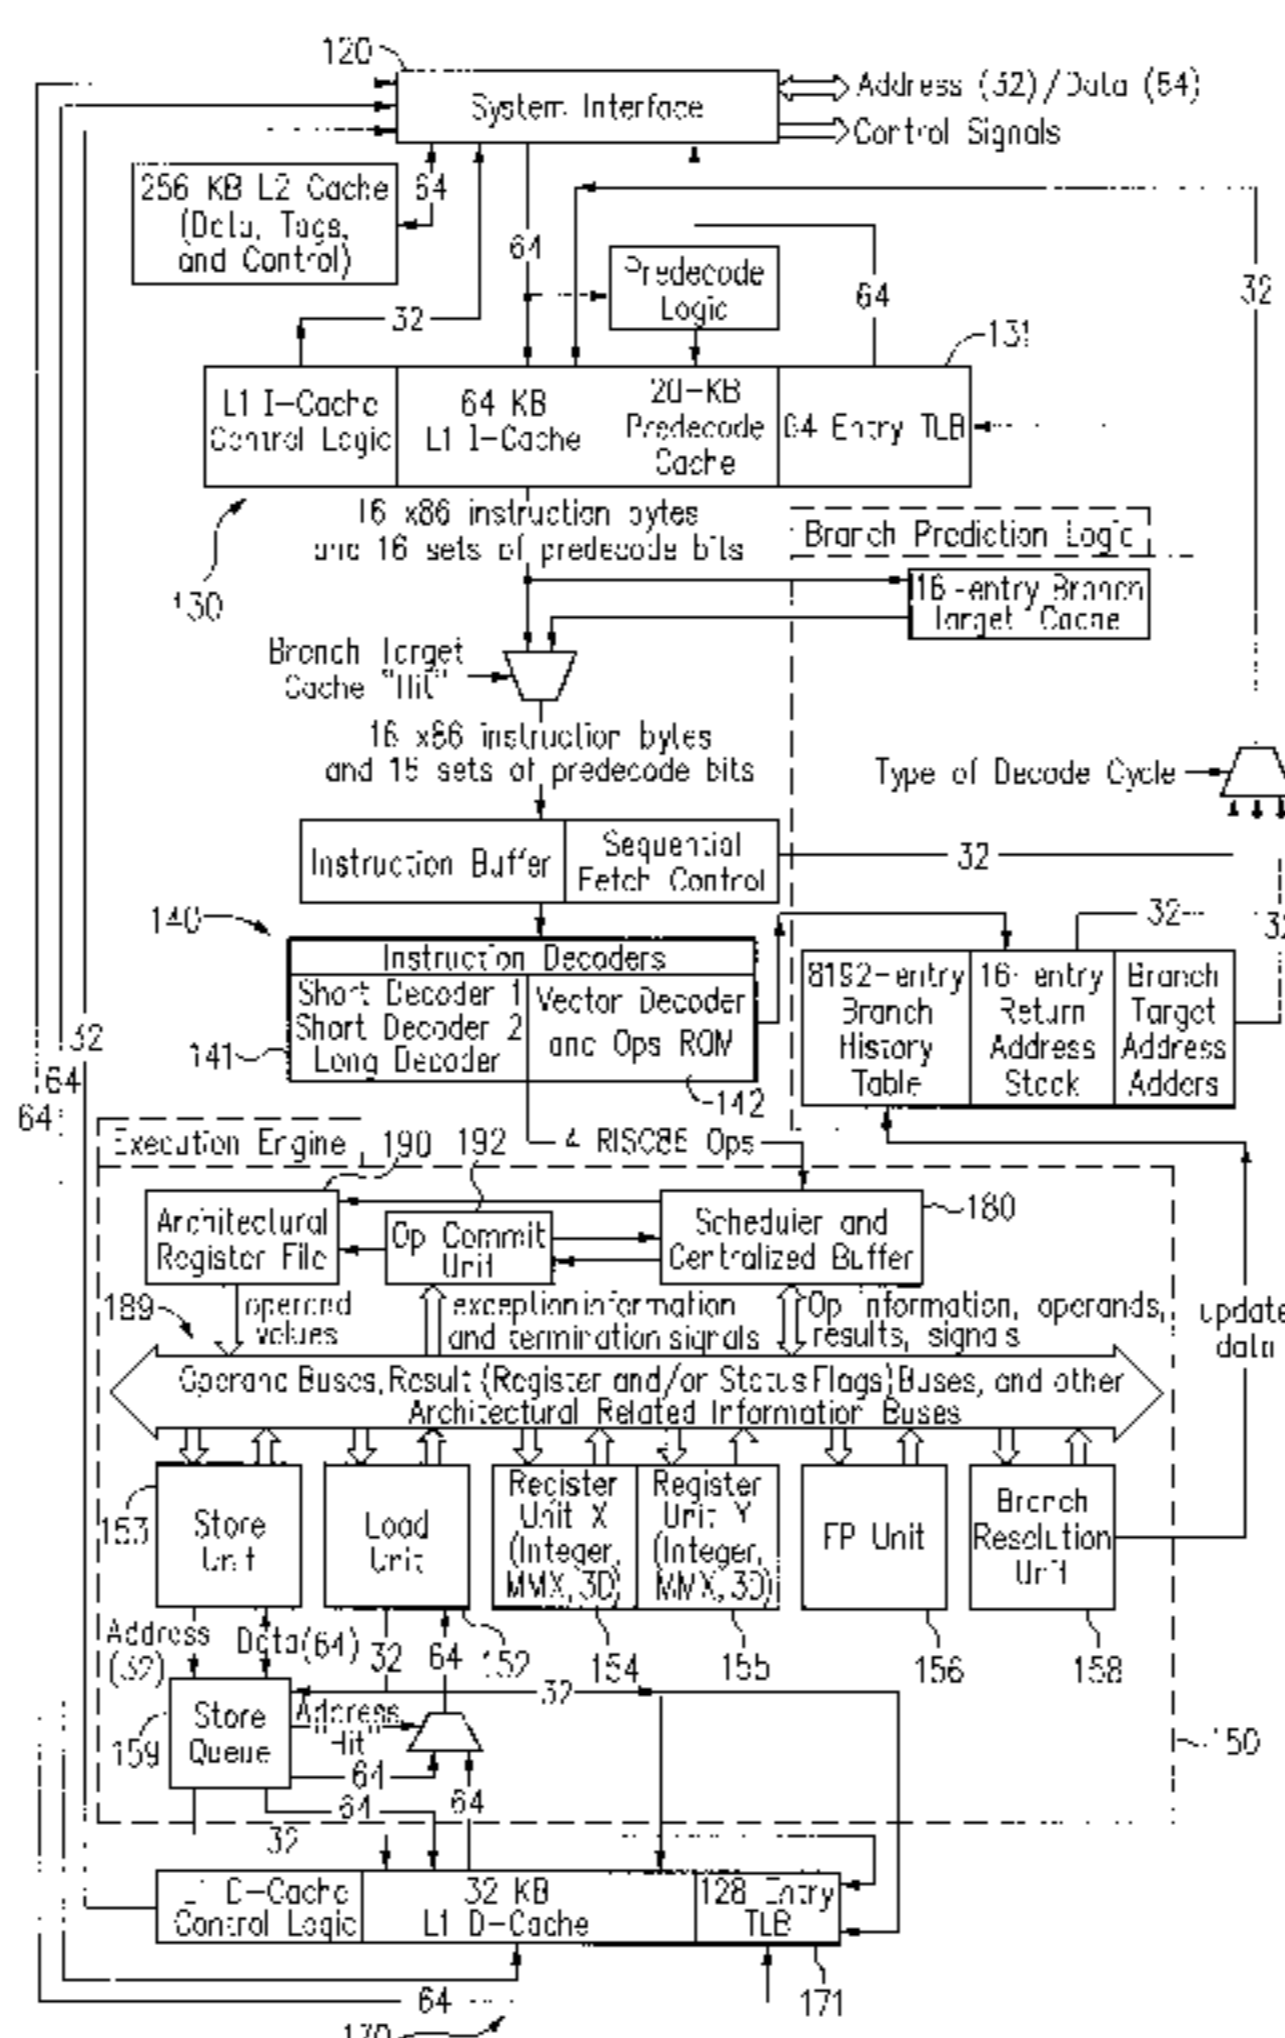 120
System Interface
Address (32)/Data (64)
Control Signals
256 KB L2 Cache
(Data, Tags,
and Control)
64
64
Predecode
Logic
64
32
32
131
L1 I-Cache
Control Logic
64 KB
L1 I-Cache
20-KB
Predecode
Cache
64 Entry TLB
130
16 x86 instruction bytes
and 16 sets of predecode bits
Branch Prediction Logic
16-entry Branch
Target Cache
Branch Target
Cache "Hit"
16 x86 instruction bytes
and 16 sets of predecode bits
Type of Decode Cycle
Instruction Buffer
Sequential
Fetch Control
32
140
Instruction Decoders
Short Decoder 1
Short Decoder 2
Long Decoder
Vector Decoder
and Ops ROM
141
142
32
32
8192-entry
Branch
History
Table
16-entry
Return
Address
Stack
Branch
Target
Address
Adders
32
64
64
4 RISC86 Ops
Execution Engine
190
192
180
Architectural
Register File
Op Commit
Unit
Scheduler and
Centralized Buffer
189
operand
values
exception information
and termination signals
Op information, operands,
results, signals
update
data
Operand Buses, Result (Register and/or Status Flags) Buses, and other
Architectural Related Information Buses
153
Store
Unit
Load
Unit
Register
Unit X
(Integer,
MMX, 3D)
Register
Unit Y
(Integer,
MMX, 3D)
FP Unit
Branch
Resolution
Unit
Address
(32)
Data(64)
32
64
152
154
155
156
158
32
159
Store
Queue
Address
"Hit"
64
64
64
150
32
L1 D-Cache
Control Logic
32 KB
L1 D-Cache
128 Entry
TLB
64
171
170